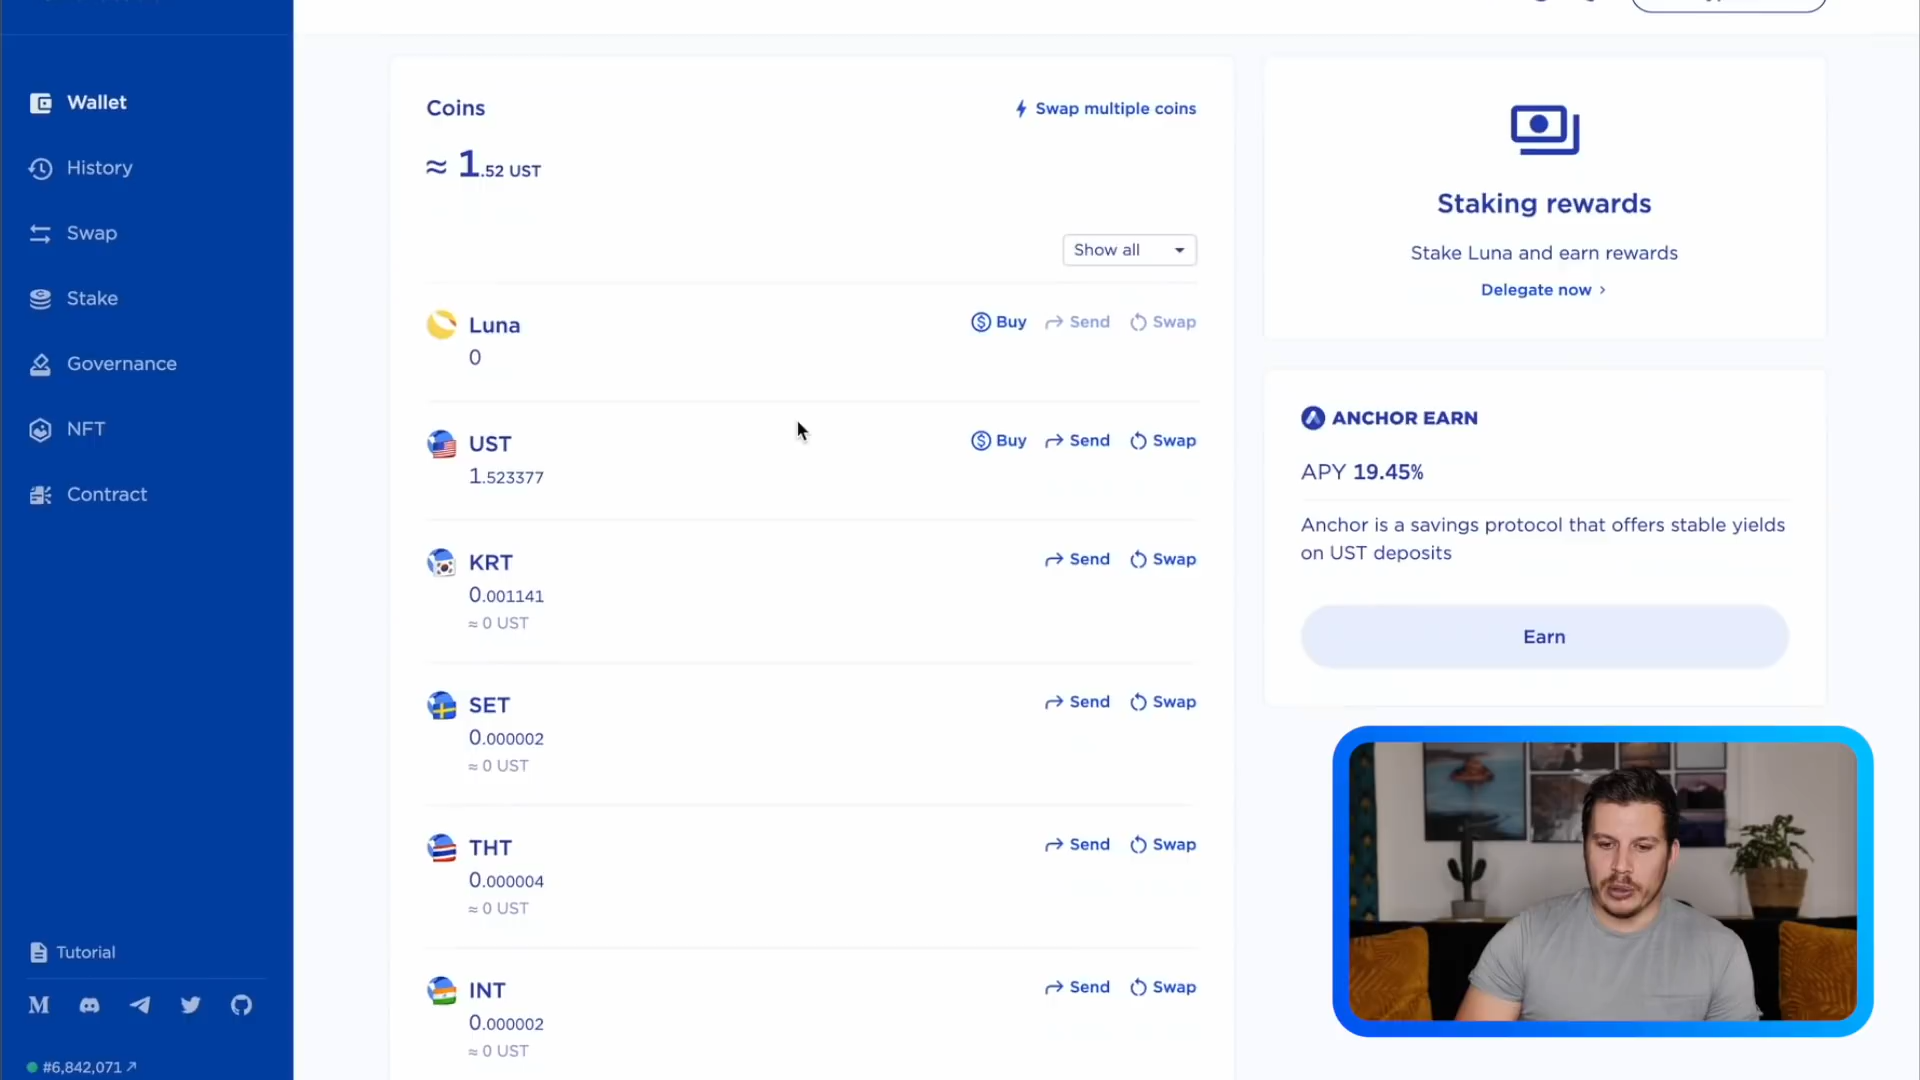 Wallet
History
Swap
Stake
Governance
NFT
Contract
Tutorial
#6,842,071
Coins
Swap multiple coins
≈ 1.52 UST
Show all
Luna
0
Buy Send Swap
UST
1.523377
Buy Send Swap
KRT
0.001141
≈ 0 UST
Send Swap
SET
0.000002
≈ 0 UST
Send Swap
THT
0.000004
≈ 0 UST
Send Swap
INT
0.000002
≈ 0 UST
Send Swap
Staking rewards
Stake Luna and earn rewards
Delegate now
ANCHOR EARN
APY 19.45%
Anchor is a savings protocol that offers stable yields
on UST deposits
Earn